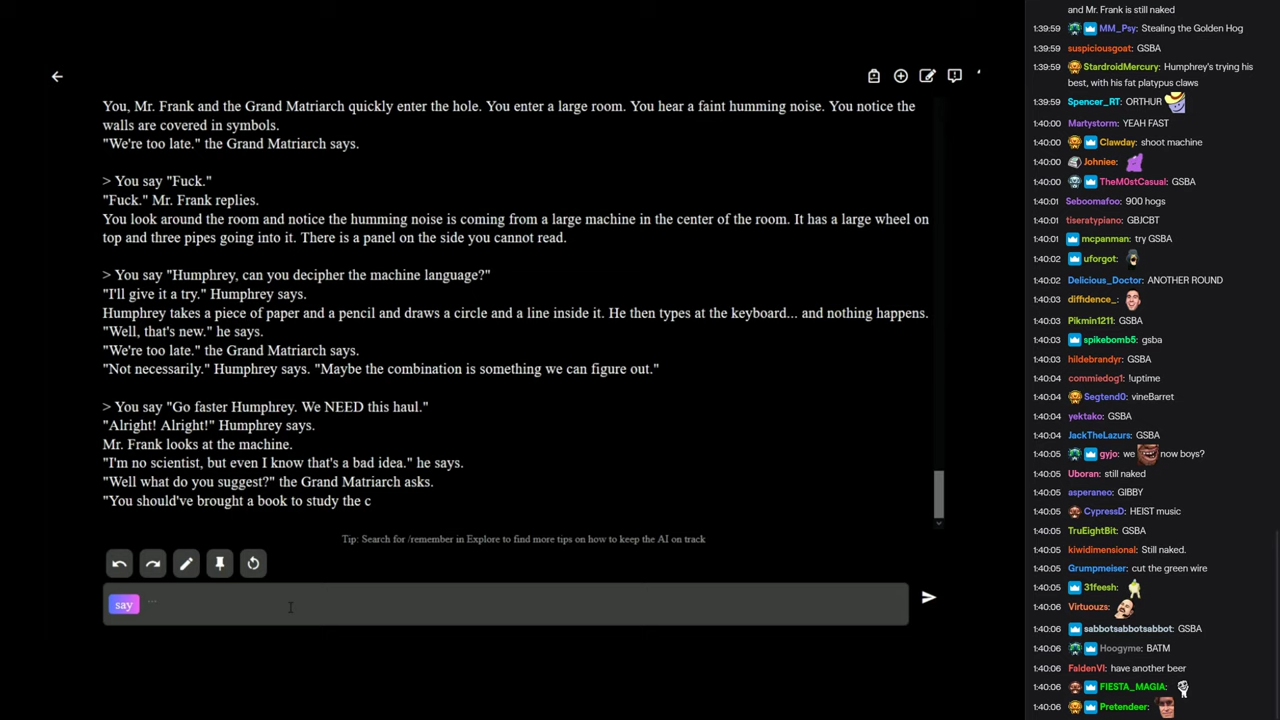 You, Mr. Frank and the Grand Matriarch quickly enter the hole. You enter a large room. You hear a faint humming noise. You notice the
walls are covered in symbols.
"We're too late." the Grand Matriarch says.
> You say "Fuck."
"Fuck." Mr. Frank replies.
You look around the room and notice the humming noise is coming from a large machine in the center of the room. It has a large wheel on
top and three pipes going into it. There is a panel on the side you cannot read.
> You say "Humphrey, can you decipher the machine language?"
"I'll give it a try." Humphrey says.
Humphrey takes a piece of paper and a pencil and draws a circle and a line inside it. He then types at the keyboard... and nothing happens.
"Well, that's new." he says.
"We're too late." the Grand Matriarch says.
"Not necessarily." Humphrey says. "Maybe the combination is something we can figure out."
> You say "Go faster Humphrey. We NEED this haul."
"Alright! Alright!" Humphrey says.
Mr. Frank looks at the machine.
"I'm no scientist, but even I know that's a bad idea." he says.
"Well what do you suggest?" the Grand Matriarch asks.
"You should've brought a book to study the c
Tip: Search for /remember in Explore to find more tips on how to keep the AI on track
say ...
and Mr. Frank is still naked
1:39:59 MM_Psy: Stealing the Golden Hog
1:39:59 suspiciousgoat: GSBA
1:39:59 StardroidMercury: Humphrey's trying his
best, with his fat platypus claws
1:39:59 Spencer_RT: ORTHUR
1:40:00 Martystorm: YEAH FAST
1:40:00 Clawday: shoot machine
1:40:00 Johniee:
1:40:00 TheM0stCasual: GSBA
1:40:01 Seboomafoo: 900 hogs
1:40:01 tiseratypiano: GBJCBT
1:40:01 mcpanman: try GSBA
1:40:02 uforgot:
1:40:02 Delicious_Doctor: ANOTHER ROUND
1:40:03 diffidence_:
1:40:03 Pikmin1211: GSBA
1:40:03 spikebomb5: gsba
1:40:03 hildebrandyr: GSBA
1:40:04 commiedog1: !uptime
1:40:04 Segtend0: vineBarret
1:40:04 yektako: GSBA
1:40:04 JackTheLazurs: GSBA
1:40:05 gyjo: we now boys?
1:40:05 Uboran: still naked
1:40:05 asperaneo: GIBBY
1:40:05 CypressD: HEIST music
1:40:05 TruEightBit: GSBA
1:40:05 kiwidimensional: Still naked.
1:40:05 Grumpmeiser: cut the green wire
1:40:05 31feesh:
1:40:06 Virtuouzs:
1:40:06 sabbotsabbotsabbot: GSBA
1:40:06 Hoogyme: BATM
1:40:06 FaldenVI: have another beer
1:40:06 FIESTA_MAGIA:
1:40:06 Pretendeer: